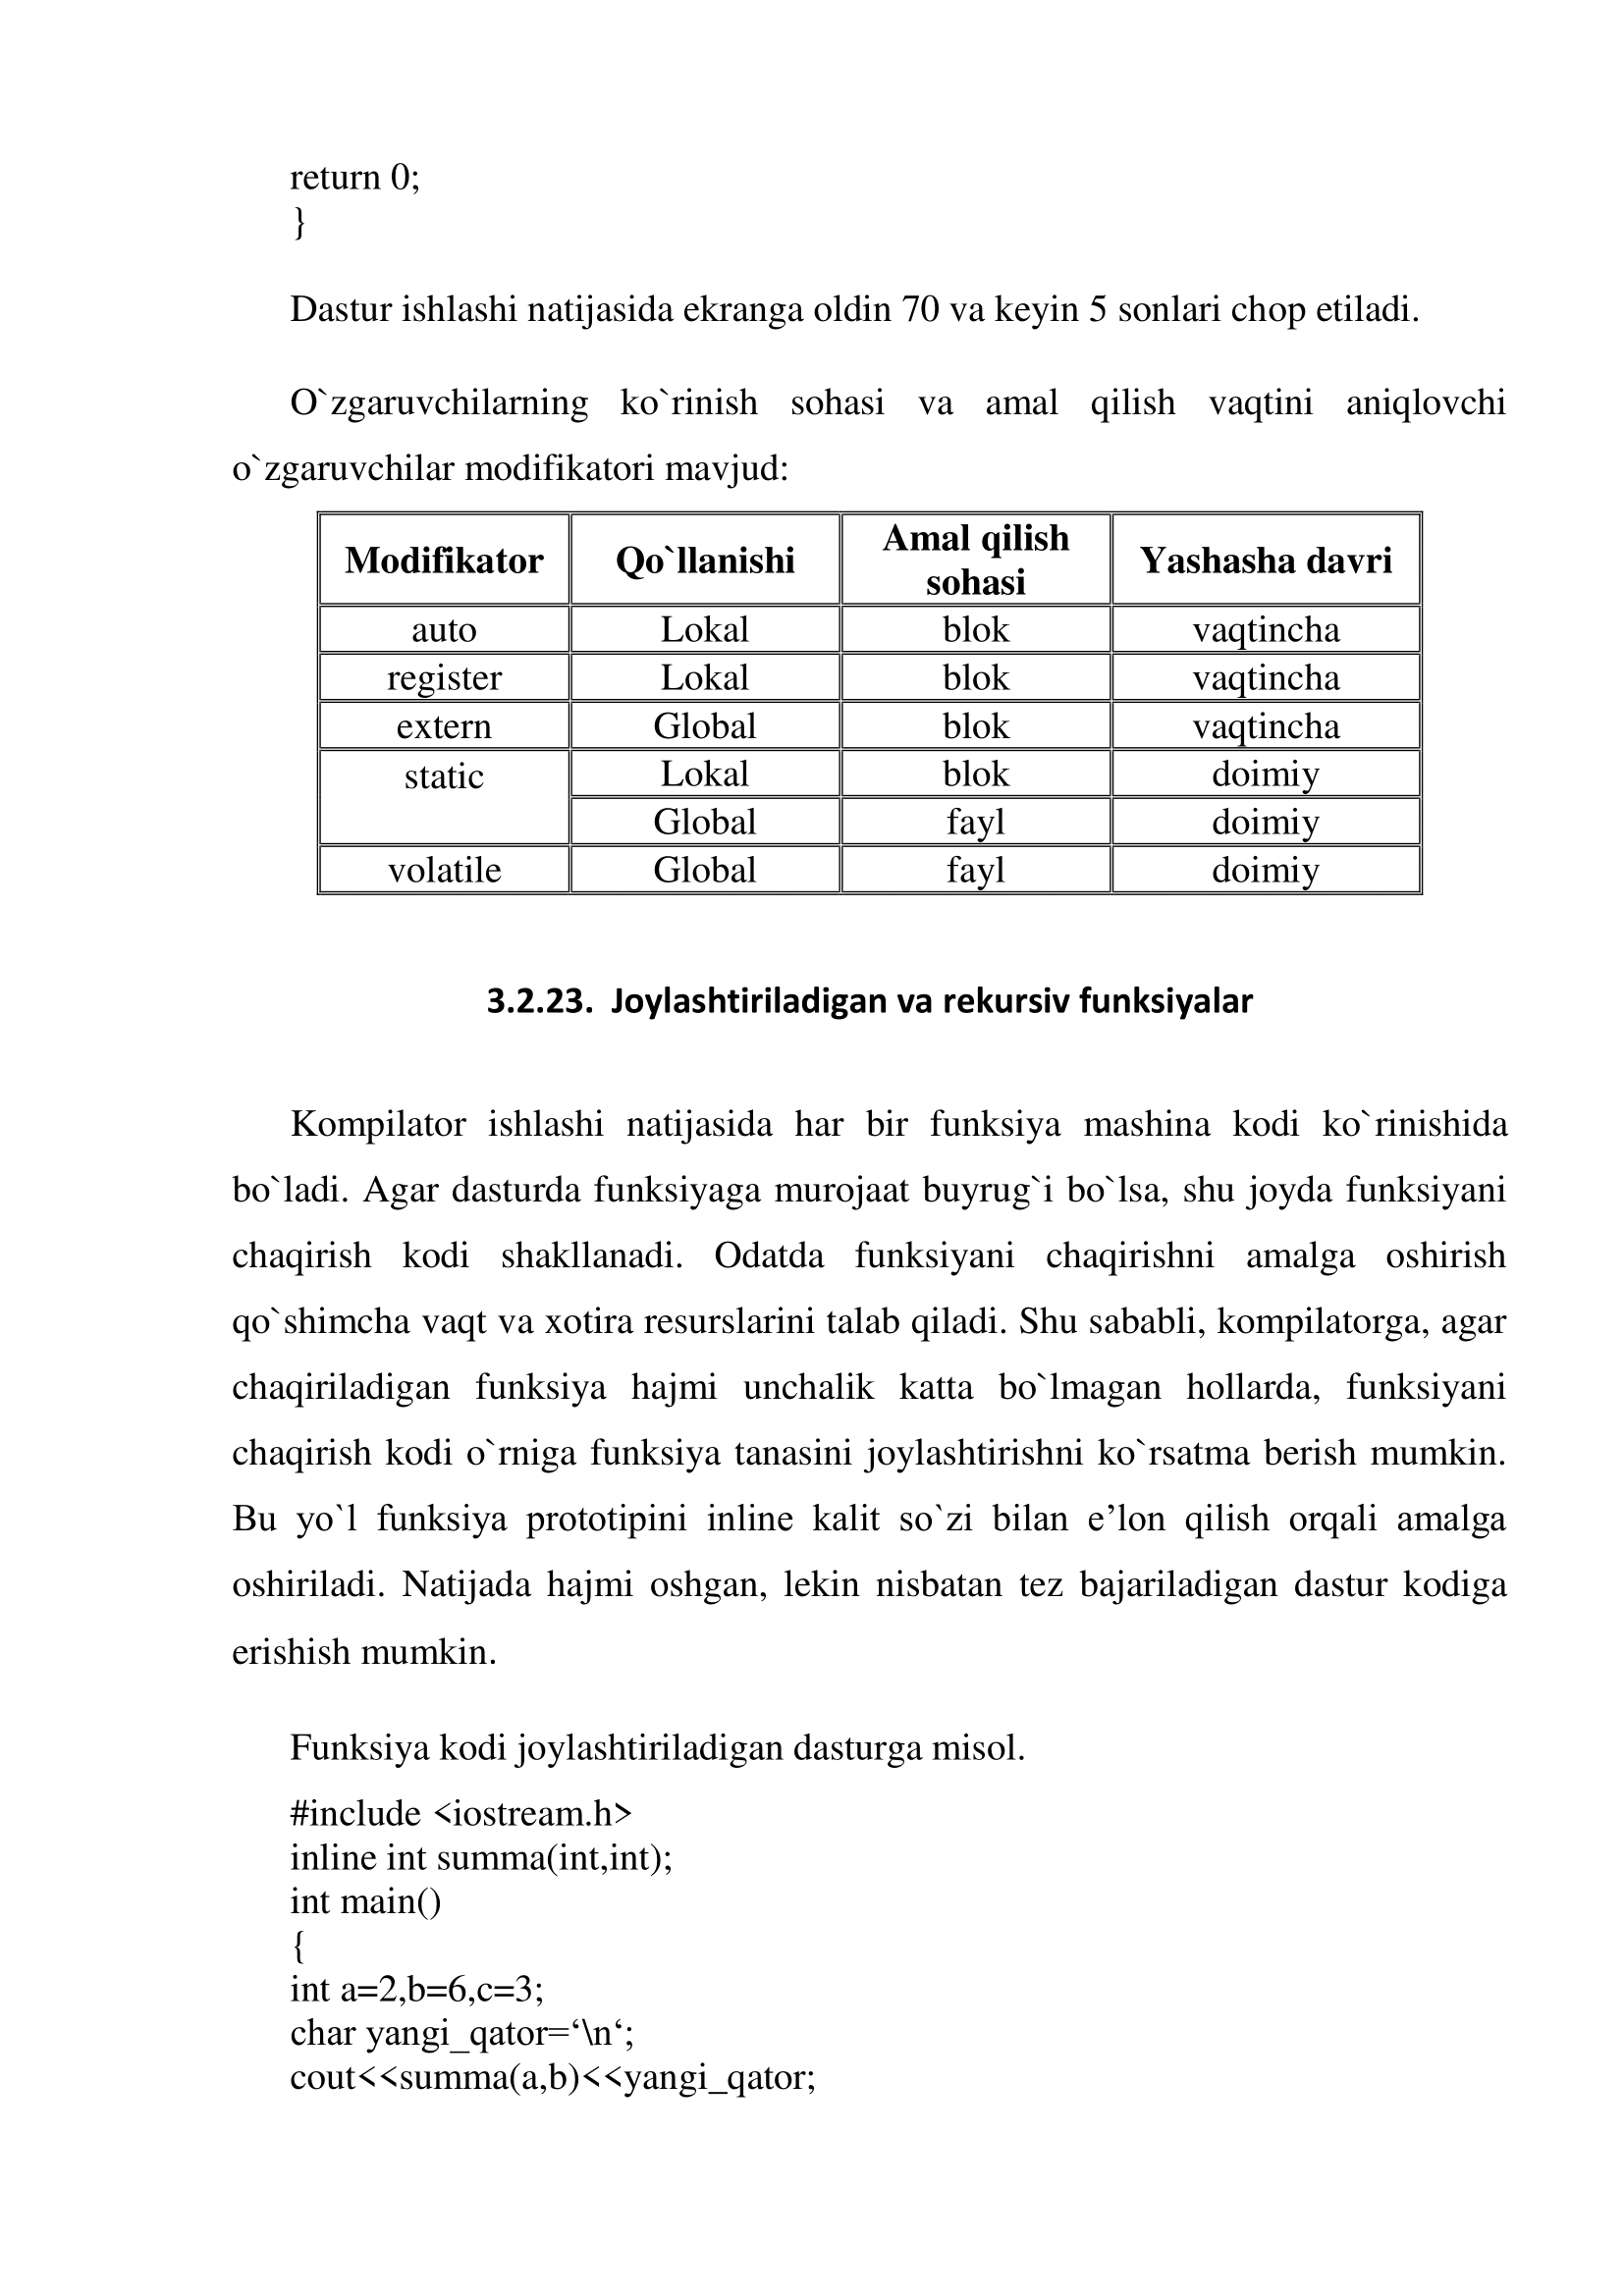 return 0;
}
Dastur ishlashi natijasida ekranga oldin 70 va keyin 5 sonlari chop etiladi.
O`zgaruvchilarning ko`rinish sohasi va amal qilish vaqtini aniqlovchi
o`zgaruvchilar modifikatori mavjud:
Modifikator Qo`llanishi Amal qilish sohasi Yashasha davri
auto Lokal blok vaqtincha
register Lokal blok vaqtincha
extern Global blok vaqtincha
static Lokal blok doimiy
Global fayl doimiy
volatile Global fayl doimiy
3.2.23. Joylashtiriladigan va rekursiv funksiyalar
Kompilator ishlashi natijasida har bir funksiya mashina kodi ko`rinishida
bo`ladi. Agar dasturda funksiyaga murojaat buyrug`i bo`lsa, shu joyda funksiyani
chaqirish kodi shakllanadi. Odatda funksiyani chaqirishni amalga oshirish
qo`shimcha vaqt va xotira resurslarini talab qiladi. Shu sababli, kompilatorga, agar
chaqiriladigan funksiya hajmi unchalik katta bo`lmagan hollarda, funksiyani
chaqirish kodi o`rniga funksiya tanasini joylashtirishni ko`rsatma berish mumkin.
Bu yo`l funksiya prototipini inline kalit so`zi bilan e’lon qilish orqali amalga
oshiriladi. Natijada hajmi oshgan, lekin nisbatan tez bajariladigan dastur kodiga
erishish mumkin.
Funksiya kodi joylashtiriladigan dasturga misol.
#include <iostream.h>
inline int summa(int,int);
int main()
{
int a=2,b=6,c=3;
char yangi_qator=‘\n‘;
cout<<summa(a,b)<<yangi_qator;